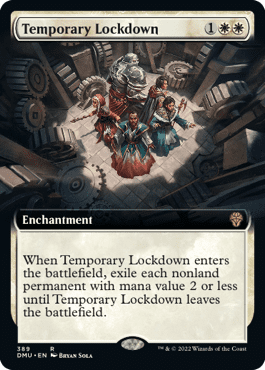 Temporary Lockdown 1
Enchantment
When Temporary Lockdown enters
the battlefield, exile each nonland
permanent with mana value 2 or less
until Temporary Lockdown leaves
the battlefield.
389 R
DMU • EN Bryan Sola ™ & © 2022 Wizards of the Coast